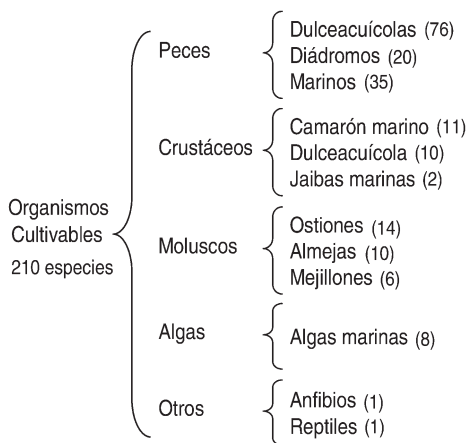 Organismos
Cultivables
210 especies
Peces
Dulceacuícolas (76)
Diádromos (20)
Marinos (35)
Crustáceos
Camarón marino (11)
Dulceacuícola (10)
Jaibas marinas (2)
Moluscos
Ostiones (14)
Almejas (10)
Mejillones (6)
Algas
Algas marinas (8)
Otros
Anfibios (1)
Reptiles (1)